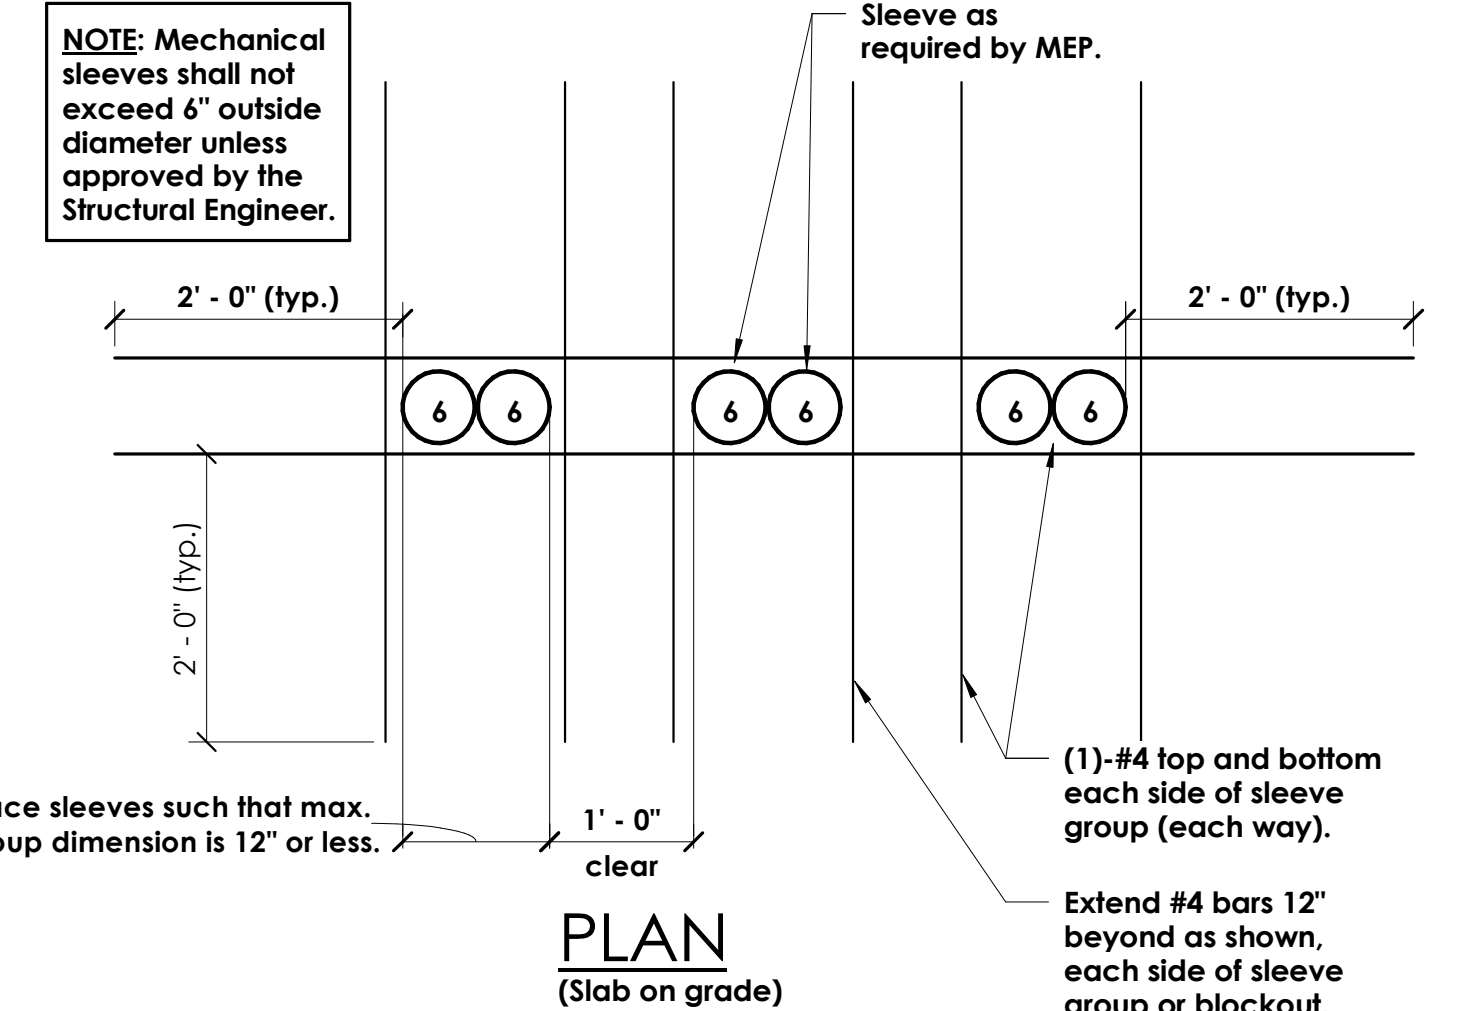 NOTE: Mechanical
sleeves shall not
exceed 6" outside
diameter unless
approved by the
Structural Engineer.
Sleeve as
required by MEP.
2' - 0" (typ.)
2' - 0" (typ.)
6 6 6 6 6 6
2' - 0" (typ.)
sleeves such that max.
dimension is 12" or less.
1' - 0"
clear
(1)-#4 top and bottom
each side of sleeve
group (each way).
Extend #4 bars 12"
beyond as shown,
each side of sleeve
group or blockout
PLAN
(Slab on grade)